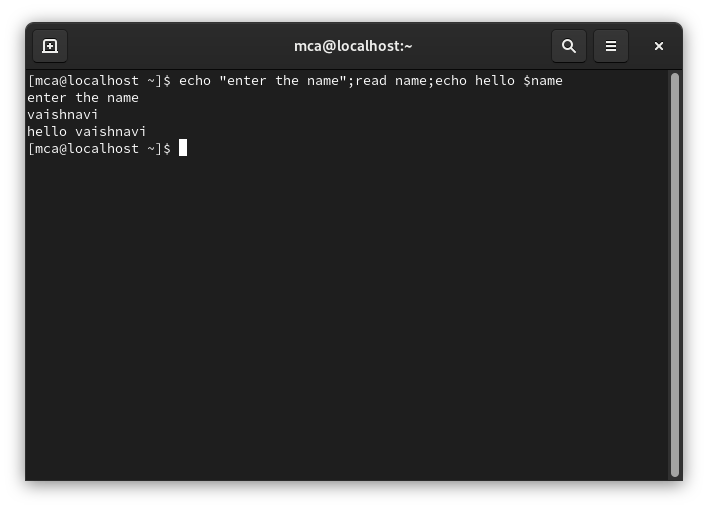 mca@localhost:~
[mca@localhost ~]$ echo "enter the name";read name;echo hello $name
enter the name
vaishnavi
hello vaishnavi
[mca@localhost ~]$